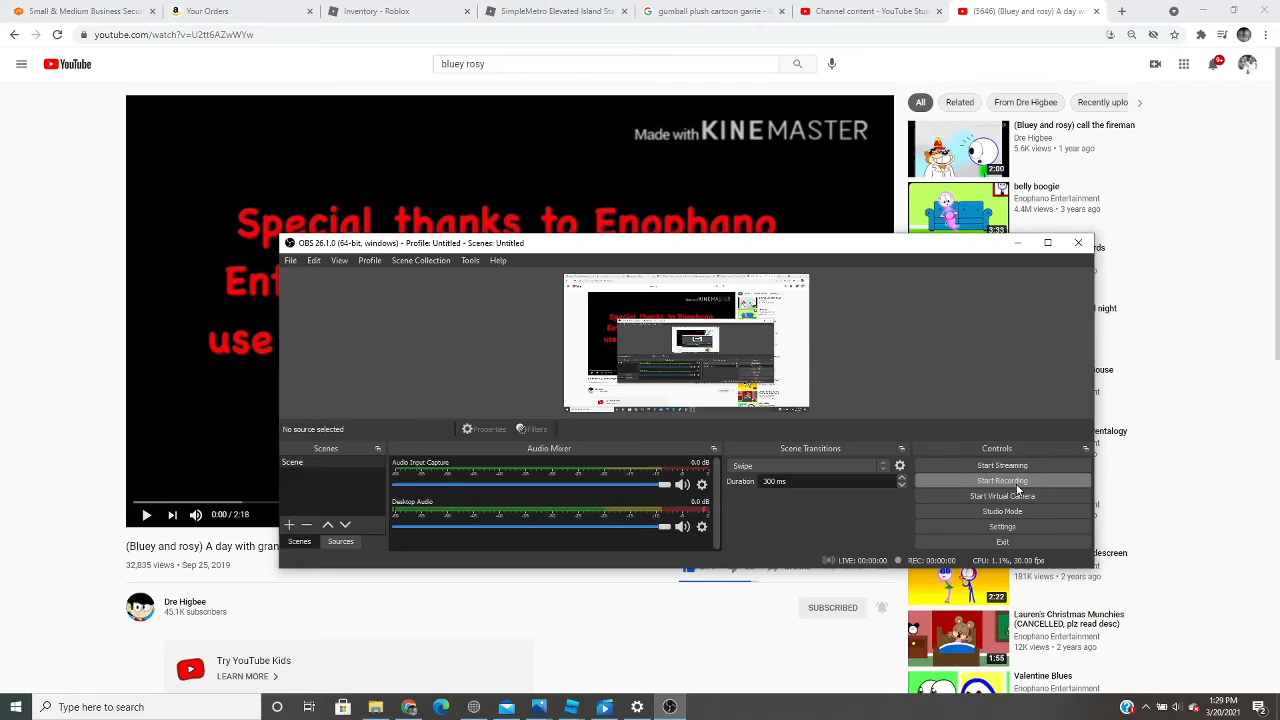 Small & Medium Business Securi
Your Orders
Inventory - Roblox
SimpleMetro Elevated Island Stat
gumball plush cartoon garrie - G
Channel content - YouTube Studi
(5646) (Bluey and rosy) A day w
youtube.com/watch?v=U2tt6AZwWYw
YouTube
bluey rosy
9+
Made with KINEMASTER
Special thanks to Enophano
Ent
use
0:00 / 2:18
(Bluey and rosy) A day with gran
32,835 views • Sep 25, 2019
Dre Higbee
45.1K subscribers
SUBSCRIBED
Try YouTube Kids
LEARN MORE
All
Related
From Dre Higbee
Recently uplo
(Bluey and rosy) call the fireman
Dre Higbee
5.6K views • 1 year ago
2:00
belly boogie
Enophano Entertainment
4.4M views • 3 years ago
3:33
OBS 26.1.0 (64-bit, windows) - Profile: Untitled - Scenes: Untitled
File
Edit
View
Profile
Scene Collection
Tools
Help
No source selected
Properties
Filters
Scenes
Scene
Scenes
Sources
Audio Mixer
Audio Input Capture
0.0 dB
Desktop Audio
0.0 dB
Scene Transitions
Swipe
Duration
300 ms
Controls
Start Streaming
Start Recording
Start Virtual Camera
Studio Mode
Settings
Exit
LIVE: 00:00:00
REC: 00:00:00
CPU: 1.1%, 30.00 fps
d night
ouse
entalogy
descreen
Enophano Entertainment
181K views • 2 years ago
2:22
Lauren's Christmas Munchies
(CANCELLED, plz read desc)
Enophano Entertainment
12K views • 2 years ago
1:55
Valentine Blues
Enophano Entertainment
Type here to search
1:29 PM
3/20/2021
2